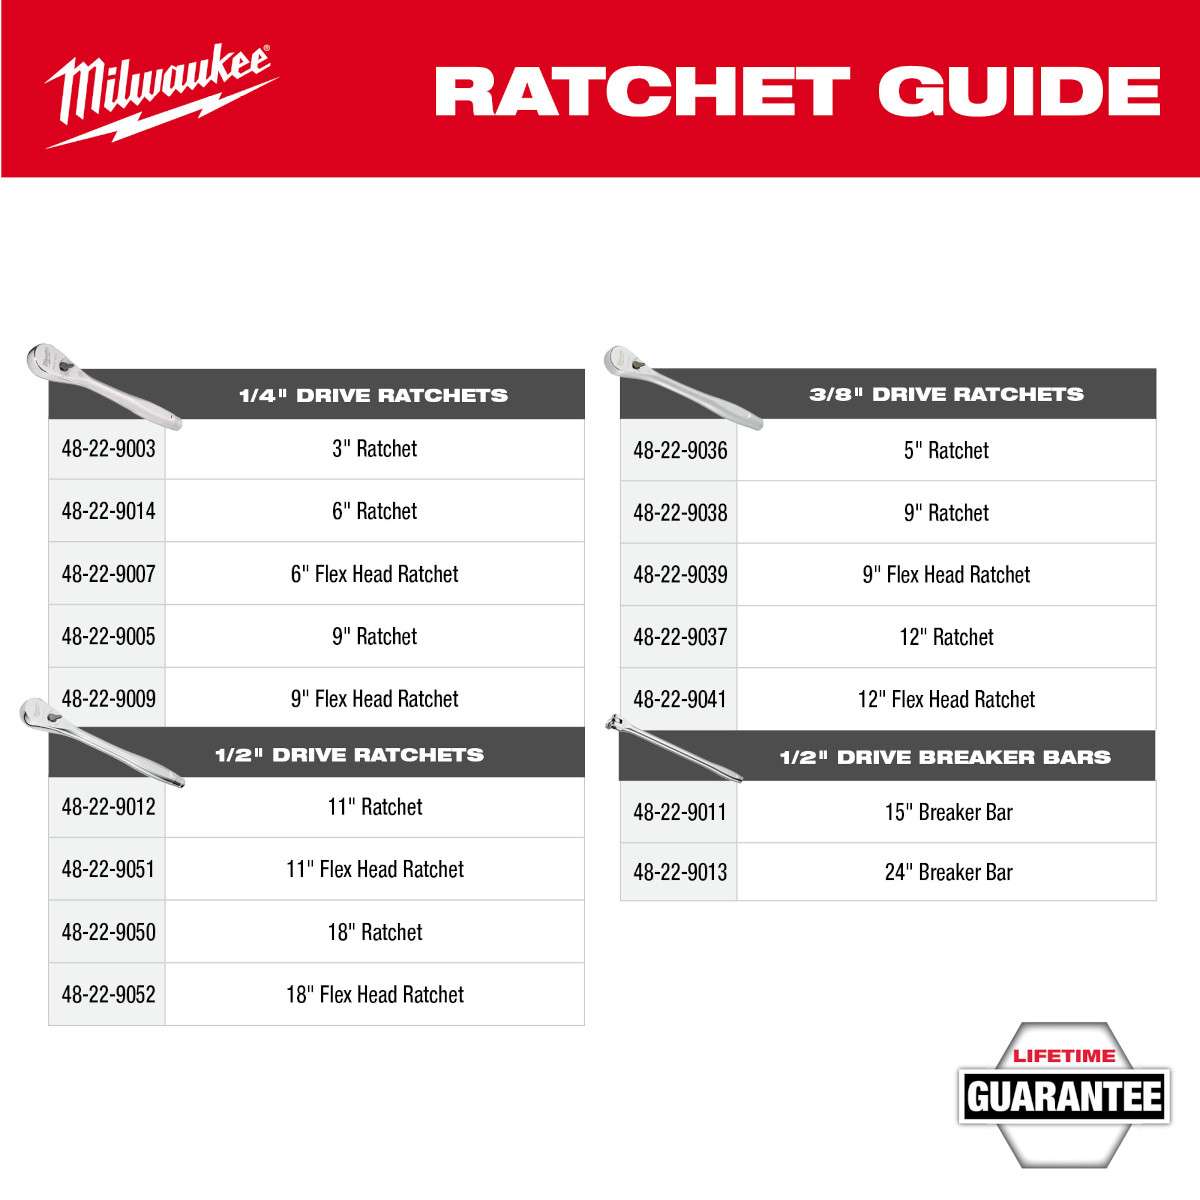 Milwaukee®
RATCHET GUIDE
1/4" DRIVE RATCHETS
48-22-9003 3" Ratchet
48-22-9014 6" Ratchet
48-22-9007 6" Flex Head Ratchet
48-22-9005 9" Ratchet
48-22-9009 9" Flex Head Ratchet
1/2" DRIVE RATCHETS
48-22-9012 11" Ratchet
48-22-9051 11" Flex Head Ratchet
48-22-9050 18" Ratchet
48-22-9052 18" Flex Head Ratchet
3/8" DRIVE RATCHETS
48-22-9036 5" Ratchet
48-22-9038 9" Ratchet
48-22-9039 9" Flex Head Ratchet
48-22-9037 12" Ratchet
48-22-9041 12" Flex Head Ratchet
1/2" DRIVE BREAKER BARS
48-22-9011 15" Breaker Bar
48-22-9013 24" Breaker Bar
LIFETIME
GUARANTEE